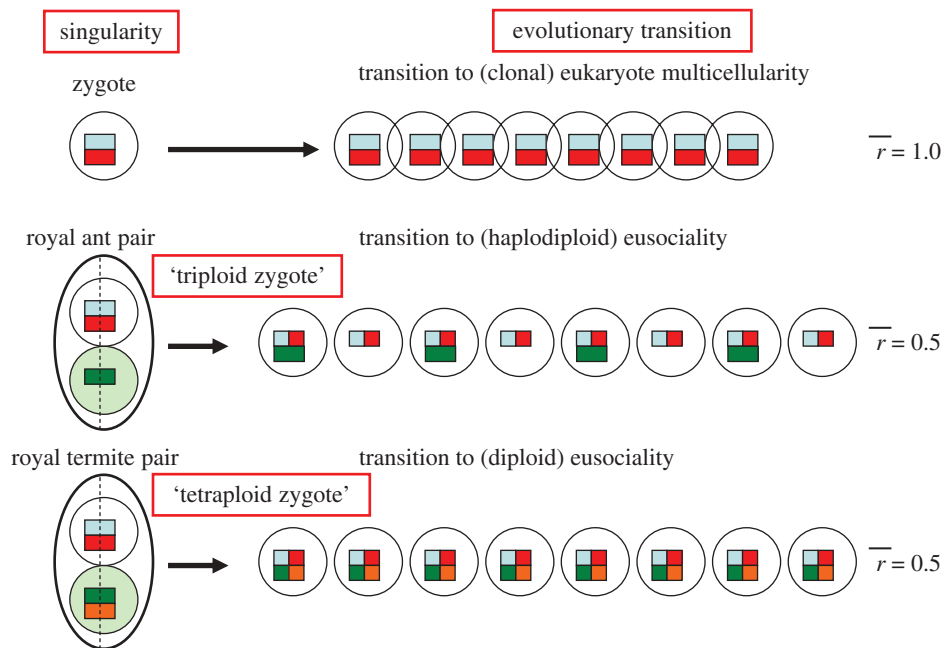 singularity
evolutionary transition
zygote
transition to (clonal) eukaryote multicellularity
r = 1.0
royal ant pair
transition to (haplodiploid) eusociality
‘triploid zygote’
r = 0.5
royal termite pair
transition to (diploid) eusociality
‘tetraploid zygote’
r = 0.5